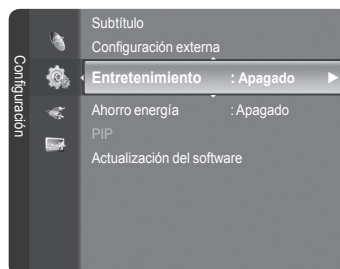 Configuración
Subtítulo
Configuración externa
Entretenimiento : Apagado
Ahorro energía : Apagado
PIP
Actualización del software